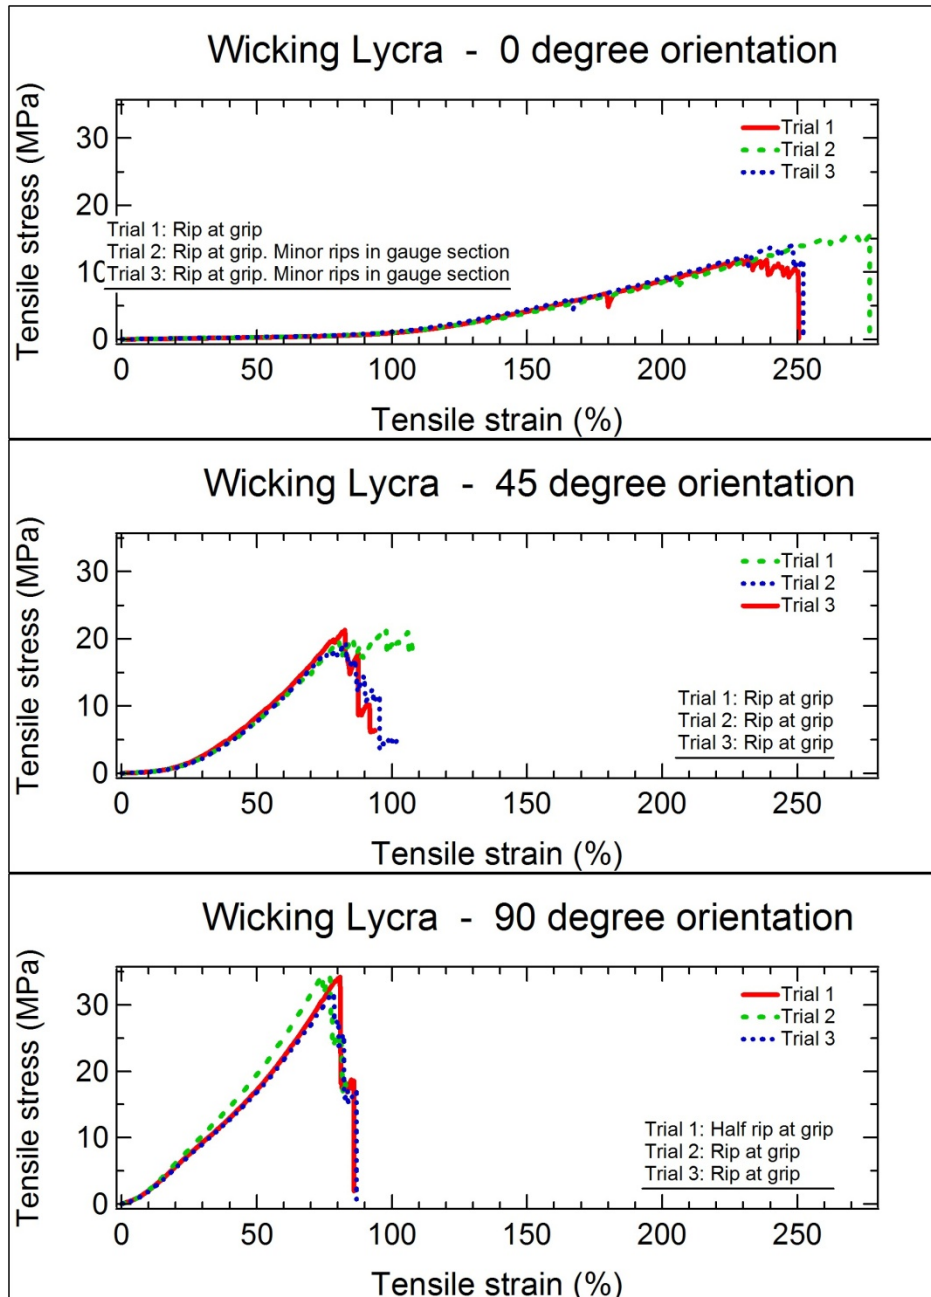 Wicking Lycra - 0 degree orientation
Tensile stress (MPa)
30
20
10
0
Trial 1
Trial 2
Trail 3
Trial 1: Rip at grip
Trial 2: Rip at grip. Minor rips in gauge section
Trial 3: Rip at grip. Minor rips in gauge section
0 50 100 150 200 250
Tensile strain (%)
Wicking Lycra - 45 degree orientation
Tensile stress (MPa)
30
20
10
0
Trial 1
Trial 2
Trial 3
Trial 1: Rip at grip
Trial 2: Rip at grip
Trial 3: Rip at grip
0 50 100 150 200 250
Tensile strain (%)
Wicking Lycra - 90 degree orientation
Tensile stress (MPa)
30
20
10
0
Trial 1
Trial 2
Trial 3
Trial 1: Half rip at grip
Trial 2: Rip at grip
Trial 3: Rip at grip
0 50 100 150 200 250
Tensile strain (%)